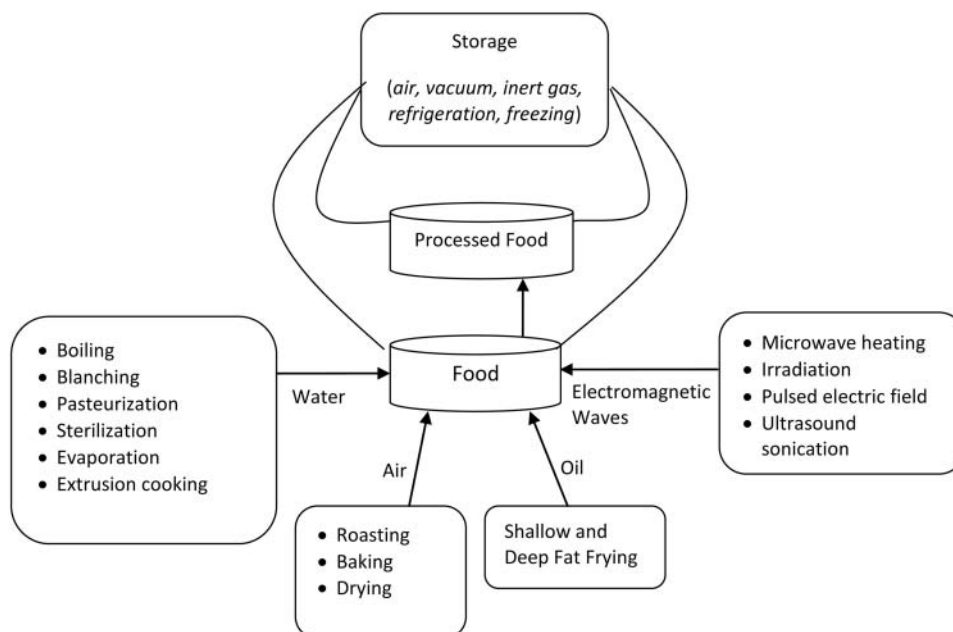 Storage
(air, vacuum, inert gas,
refrigeration, freezing)
Processed Food
Food
• Boiling
• Blanching
• Pasteurization
• Sterilization
• Evaporation
• Extrusion cooking
Water
Electromagnetic
Waves
• Microwave heating
• Irradiation
• Pulsed electric field
• Ultrasound
sonication
Air
Oil
• Roasting
• Baking
• Drying
Shallow and
Deep Fat Frying